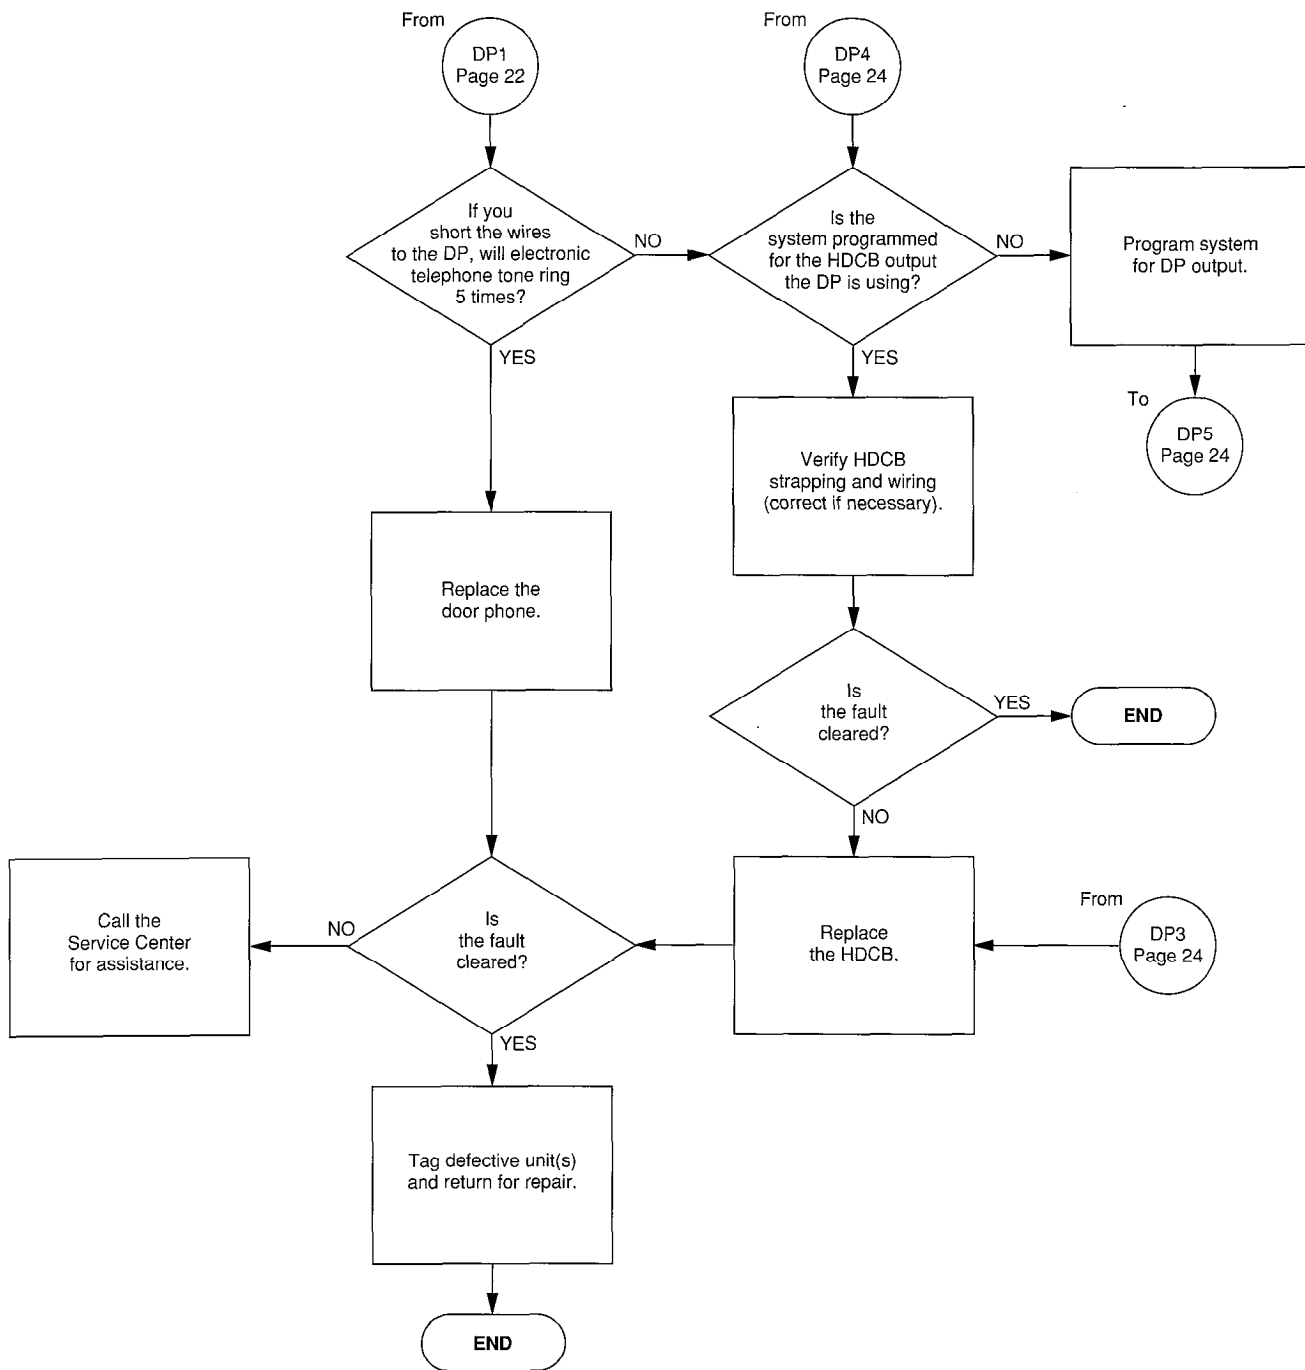 From
DP1
Page 22
From
DP4
Page 24
If you
short the wires
to the DP, will electronic
telephone tone ring
5 times?
NO
YES
Is the
system programmed
for the HDCB output
the DP is using?
NO
YES
Program system
for DP output.
To
DP5
Page 24
Verify HDCB
strapping and wiring
(correct if necessary).
Replace the
door phone.
Is
the fault
cleared?
YES
END
NO
Call the
Service Center
for assistance.
NO
Is
the fault
cleared?
YES
Replace
the HDCB.
From
DP3
Page 24
Tag defective unit(s)
and return for repair.
END